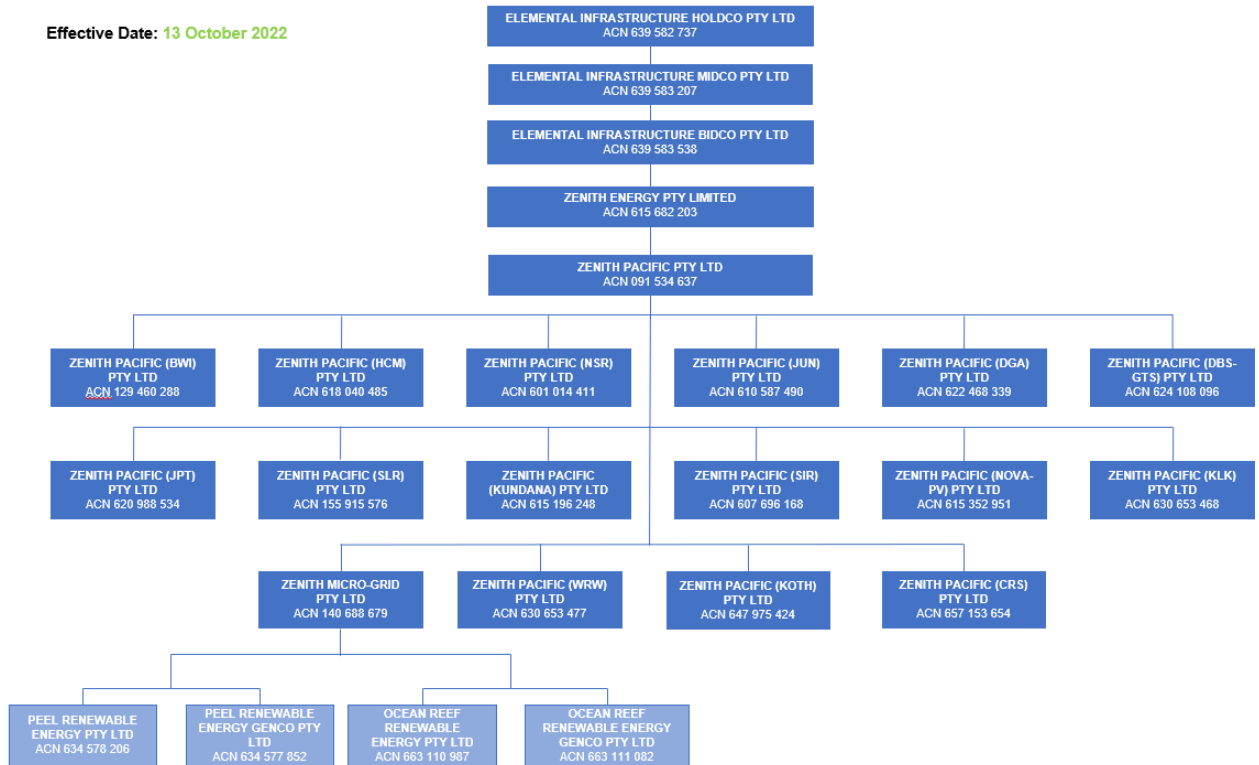 Effective Date: 13 October 2022
ELEMENTAL INFRASTRUCTURE HOLDCO PTY LTD
ACN 639 582 737
ELEMENTAL INFRASTRUCTURE MIDCO PTY LTD
ACN 639 583 207
ELEMENTAL INFRASTRUCTURE BIDCO PTY LTD
ACN 639 583 538
ZENITH ENERGY PTY LIMITED
ACN 615 682 203
ZENITH PACIFIC PTY LTD
ACN 091 534 637
ZENITH PACIFIC (BWI)
PTY LTD
ACN 129 460 288
ZENITH PACIFIC (HCM)
PTY LTD
ACN 618 040 485
ZENITH PACIFIC (NSR)
PTY LTD
ACN 601 014 411
ZENITH PACIFIC (JUN)
PTY LTD
ACN 610 587 490
ZENITH PACIFIC (DGA)
PTY LTD
ACN 622 468 339
ZENITH PACIFIC (DBS-
GTS) PTY LTD
ACN 624 108 096
ZENITH PACIFIC (JPT)
PTY LTD
ACN 620 988 534
ZENITH PACIFIC (SLR)
PTY LTD
ACN 155 915 576
ZENITH PACIFIC
(KUNDANA) PTY LTD
ACN 615 196 248
ZENITH PACIFIC (SIR)
PTY LTD
ACN 607 696 168
ZENITH PACIFIC (NOVA-
PV) PTY LTD
ACN 615 352 951
ZENITH PACIFIC (KLK)
PTY LTD
ACN 630 653 468
ZENITH MICRO-GRID
PTY LTD
ACN 140 688 679
ZENITH PACIFIC (WRW)
PTY LTD
ACN 630 653 477
ZENITH PACIFIC (KOTH)
PTY LTD
ACN 647 975 424
ZENITH PACIFIC (CRS)
PTY LTD
ACN 657 153 654
PEEL RENEWABLE
ENERGY PTY LTD
ACN 634 578 206
PEEL RENEWABLE
ENERGY GENCO PTY
LTD
ACN 634 577 852
OCEAN REEF
RENEWABLE
ENERGY PTY LTD
ACN 663 110 987
OCEAN REEF
RENEWABLE ENERGY
GENCO PTY LTD
ACN 663 111 082